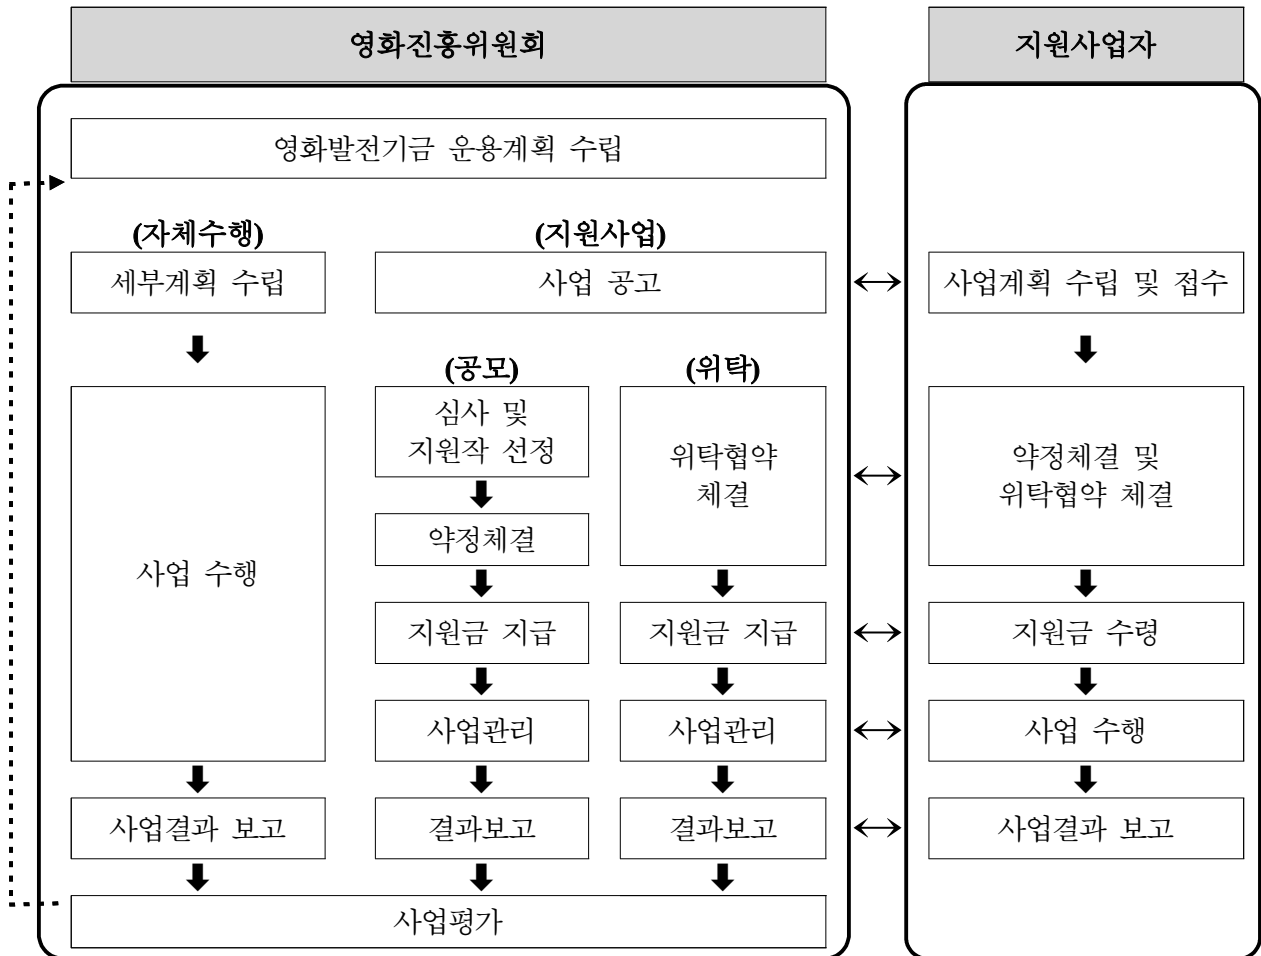 영화진흥위원회
지원사업자
영화발전기금 운용계획 수립
(자체수행)
(지원사업)
세부계획 수립
사업 공고
사업계획 수립 및 접수
(공모)
(위탁)
심사 및
지원작 선정
위탁협약
체결
약정체결 및
위탁협약 체결
약정체결
사업 수행
지원금 지급
지원금 지급
지원금 수령
사업관리
사업관리
사업 수행
사업결과 보고
결과보고
결과보고
사업결과 보고
사업평가